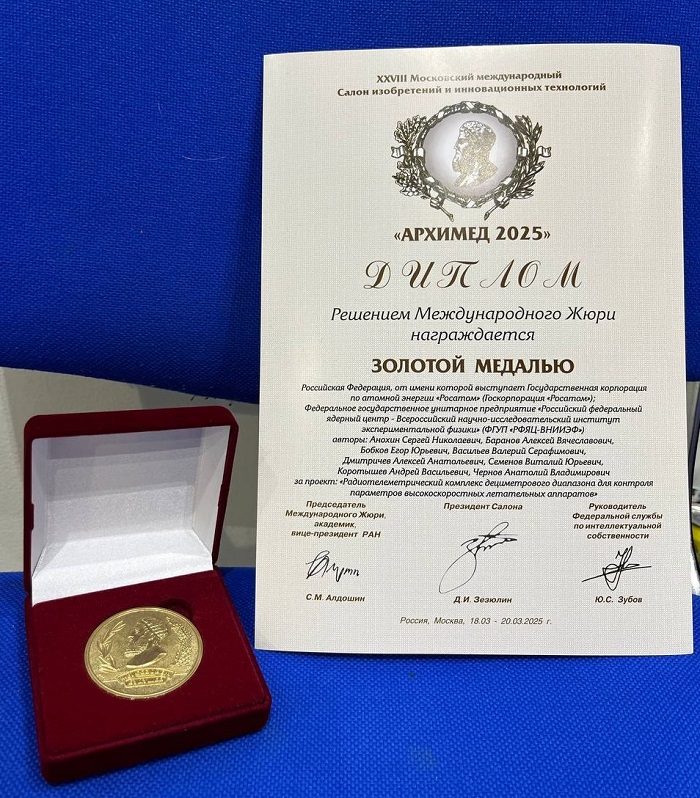 XXVIII Московский международный
Салон изобретений и инновационных технологий
«АРХИМЕД 2025»
ДИПЛОМ
Решением Международного Жюри
награждается
ЗОЛОТОЙ МЕДАЛЬЮ
Российская Федерация, от имени которой выступает Государственная корпорация
по атомной энергии «Росатом» (Госкорпорация «Росатом»);
Федеральное государственное унитарное предприятие «Российский федеральный
ядерный центр - Всероссийский научно-исследовательский институт
экспериментальной физики» (ФГУП «РФЯЦ-ВНИИЭФ»)
авторы: Анохин Сергей Николаевич, Баранов Алексей Вячеславович,
Бобков Егор Юрьевич, Васильев Валерий Серафимович,
Дмитричев Алексей Анатольевич, Семенов Виталий Юрьевич,
Коротышев Андрей Васильевич, Чернов Анатолий Владимирович
за проект: «Радиотелеметрический комплекс дециметрового диапазона для контроля
параметров высокоскоростных летательных аппаратов»
Председатель
Международного Жюри,
академик,
вице-президент РАН
С.М. Алдошин
Президент Салона
Д.И. Зезюлин
Руководитель
Федеральной службы
по интеллектуальной
собственности
Ю.С. Зубов
Россия, Москва, 18.03 - 20.03.2025 г.